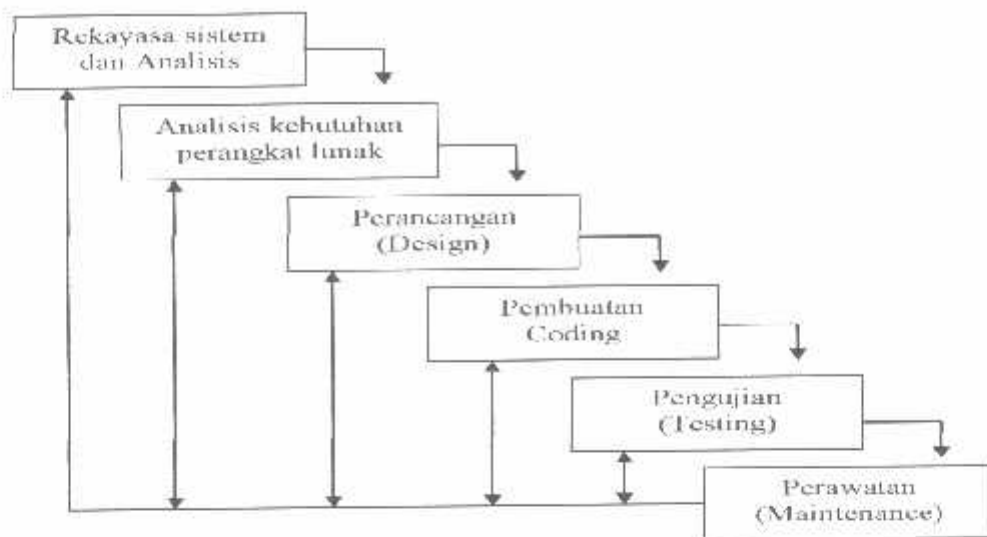 Rekayasa sistem
dan Analisis
Analisis kebutuhan
perangkat lunak
Perancangan
(Design)
Pembuatan
Coding
Pengujian
(Testing)
Perawatan
(Maintenance)